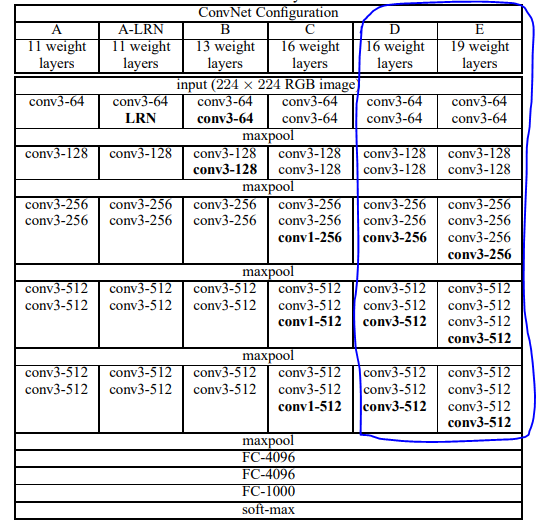 ConvNet Configuration
A A-LRN B C D E
11 weight 11 weight 13 weight 16 weight 16 weight 19 weight
layers layers layers layers layers layers
input (224 × 224 RGB image
conv3-64 conv3-64 conv3-64 conv3-64 conv3-64 conv3-64
LRN conv3-64 conv3-64 conv3-64 conv3-64
maxpool
conv3-128 conv3-128 conv3-128 conv3-128 conv3-128 conv3-128
conv3-128 conv3-128 conv3-128 conv3-128
maxpool
conv3-256 conv3-256 conv3-256 conv3-256 conv3-256 conv3-256
conv3-256 conv3-256 conv3-256 conv3-256 conv3-256 conv3-256
conv1-256 conv3-256 conv3-256
conv3-256
maxpool
conv3-512 conv3-512 conv3-512 conv3-512 conv3-512 conv3-512
conv3-512 conv3-512 conv3-512 conv3-512 conv3-512 conv3-512
conv1-512 conv3-512 conv3-512
conv3-512
maxpool
conv3-512 conv3-512 conv3-512 conv3-512 conv3-512 conv3-512
conv3-512 conv3-512 conv3-512 conv3-512 conv3-512 conv3-512
conv1-512 conv3-512 conv3-512
conv3-512
maxpool
FC-4096
FC-4096
FC-1000
soft-max